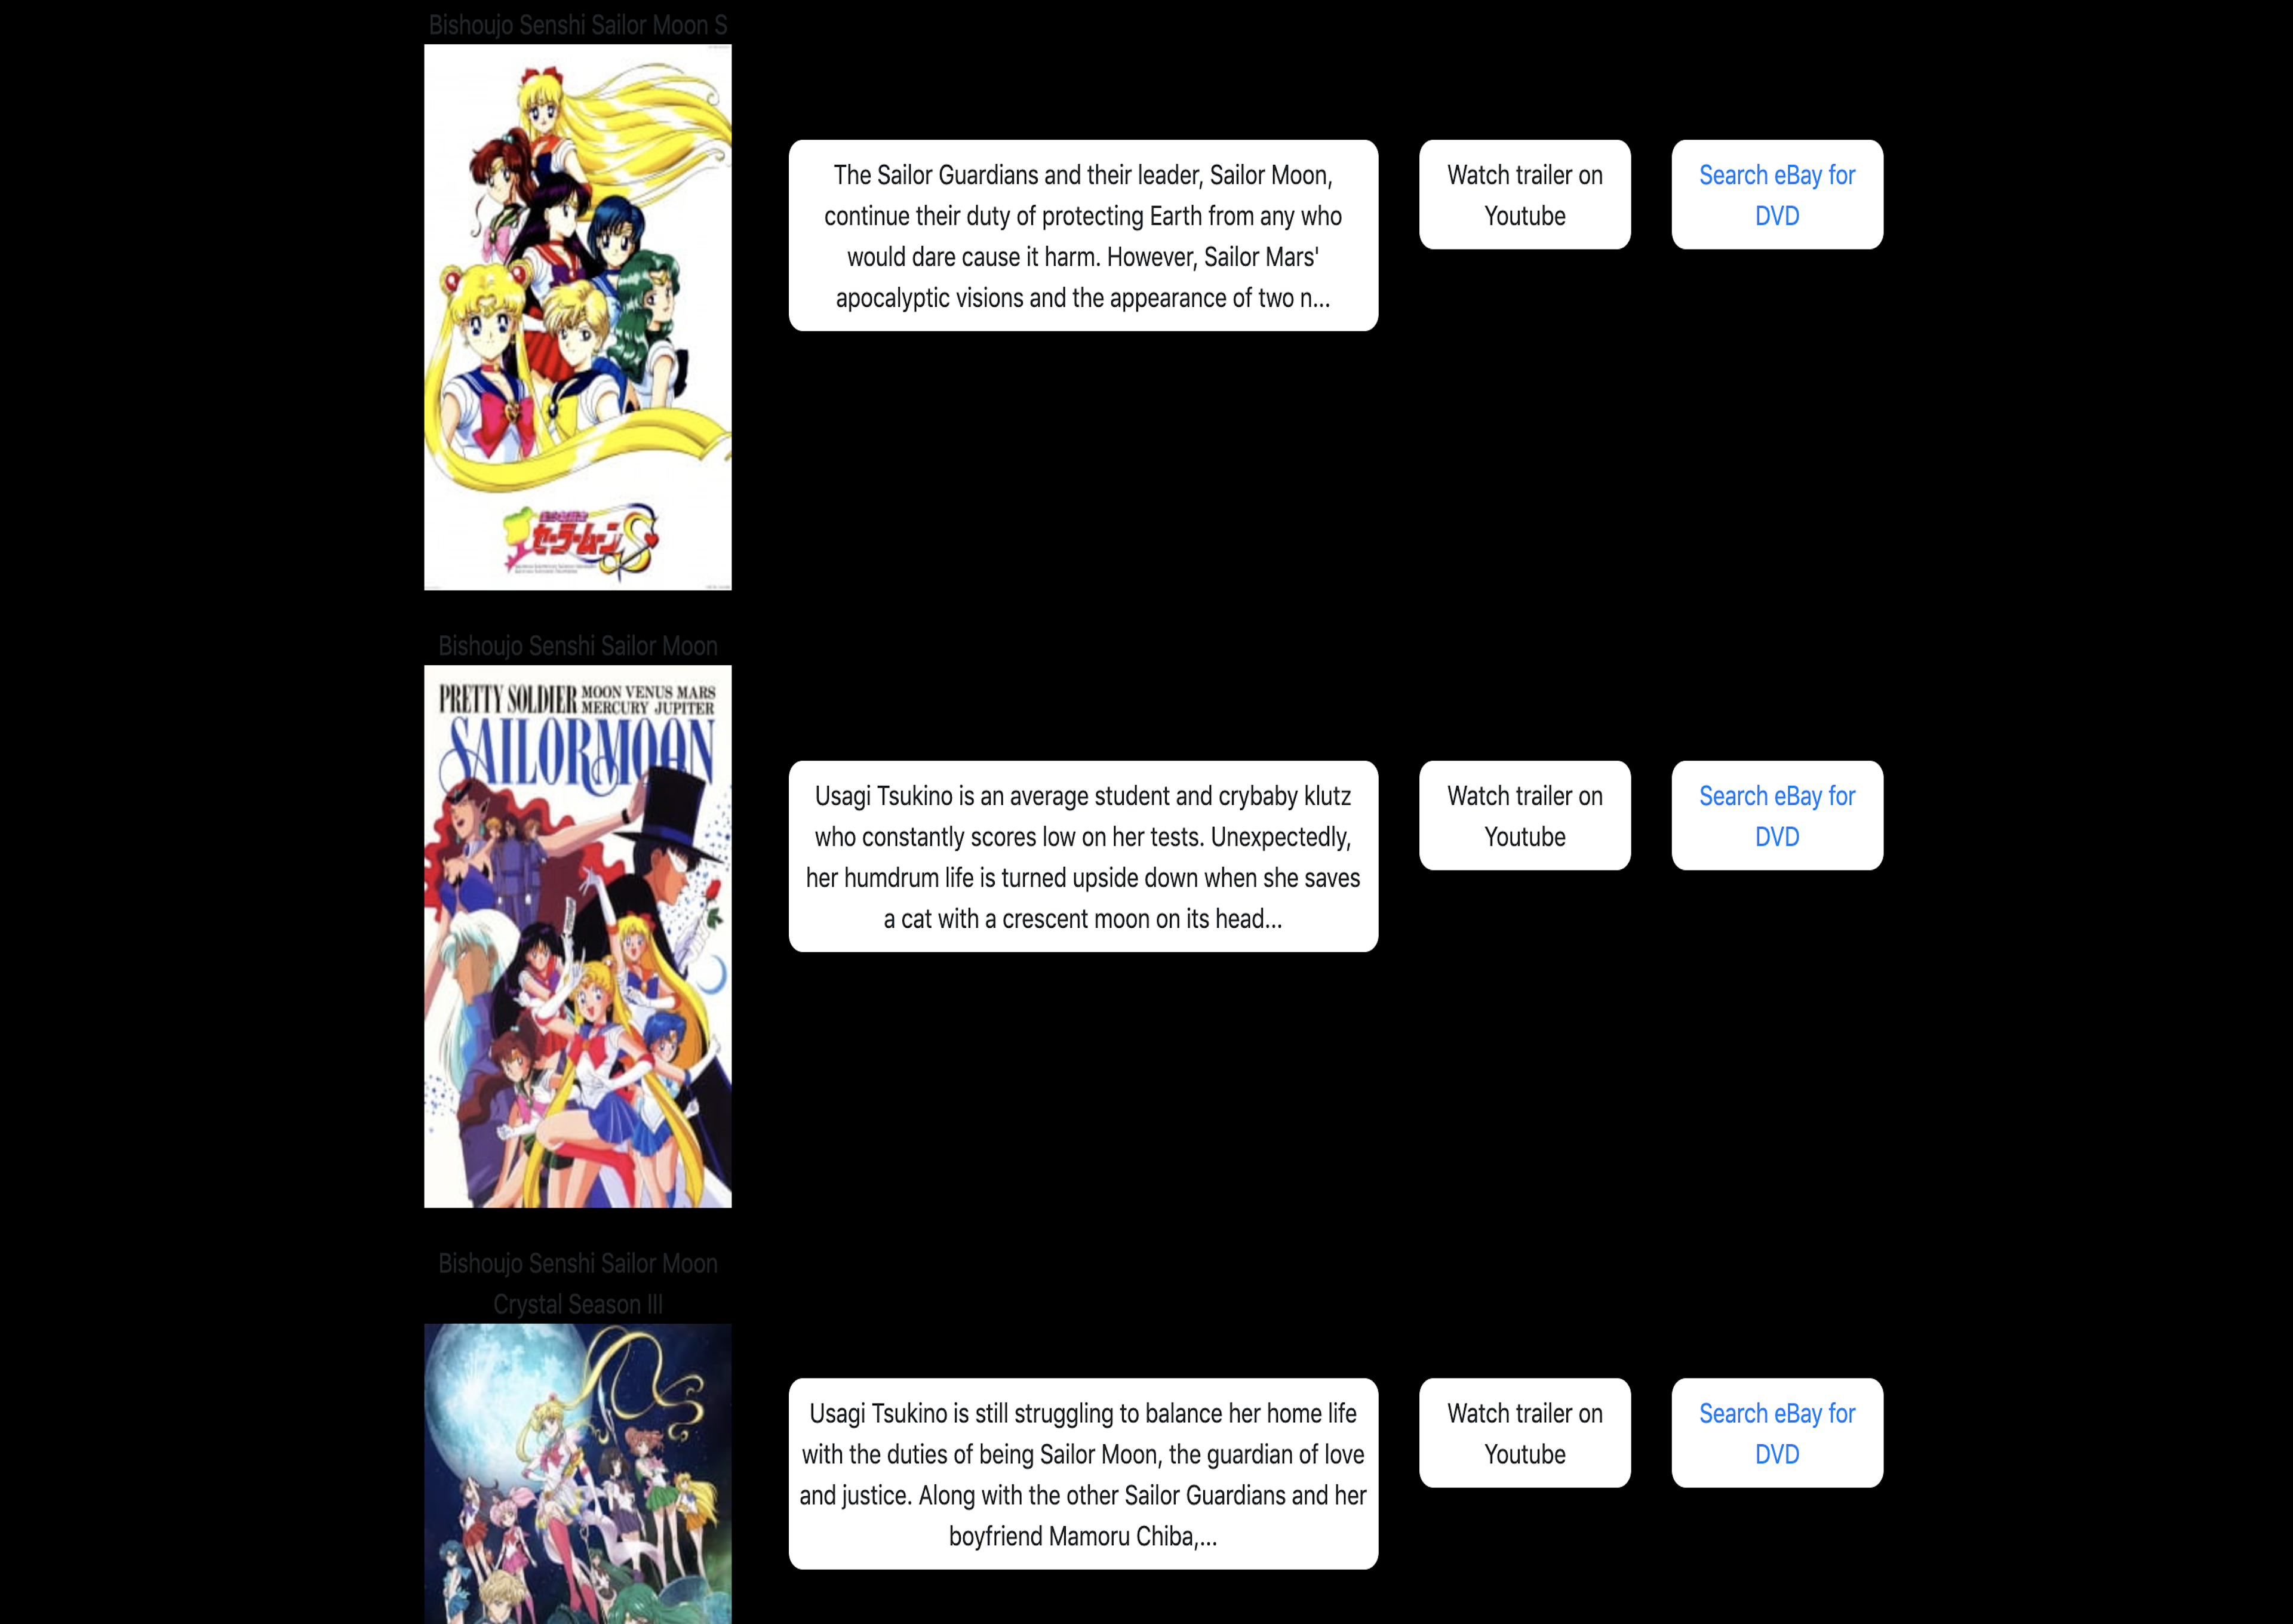 Bishoujo Senshi Sailor Moon S
The Sailor Guardians and their leader, Sailor Moon,
continue their duty of protecting Earth from any who
would dare cause it harm. However, Sailor Mars'
apocalyptic visions and the appearance of two n...
Watch trailer on
Youtube
Search eBay for
DVD
セーラームーンS
Bishoujo Senshi Sailor Moon
PRETTY SOLDIER MOON VENUS MARS
MERCURY JUPITER
SAILORMOON
Usagi Tsukino is an average student and crybaby klutz
who constantly scores low on her tests. Unexpectedly,
her humdrum life is turned upside down when she saves
a cat with a crescent moon on its head...
Watch trailer on
Youtube
Search eBay for
DVD
Bishoujo Senshi Sailor Moon
Crystal Season III
Usagi Tsukino is still struggling to balance her home life
with the duties of being Sailor Moon, the guardian of love
and justice. Along with the other Sailor Guardians and her
boyfriend Mamoru Chiba,...
Watch trailer on
Youtube
Search eBay for
DVD